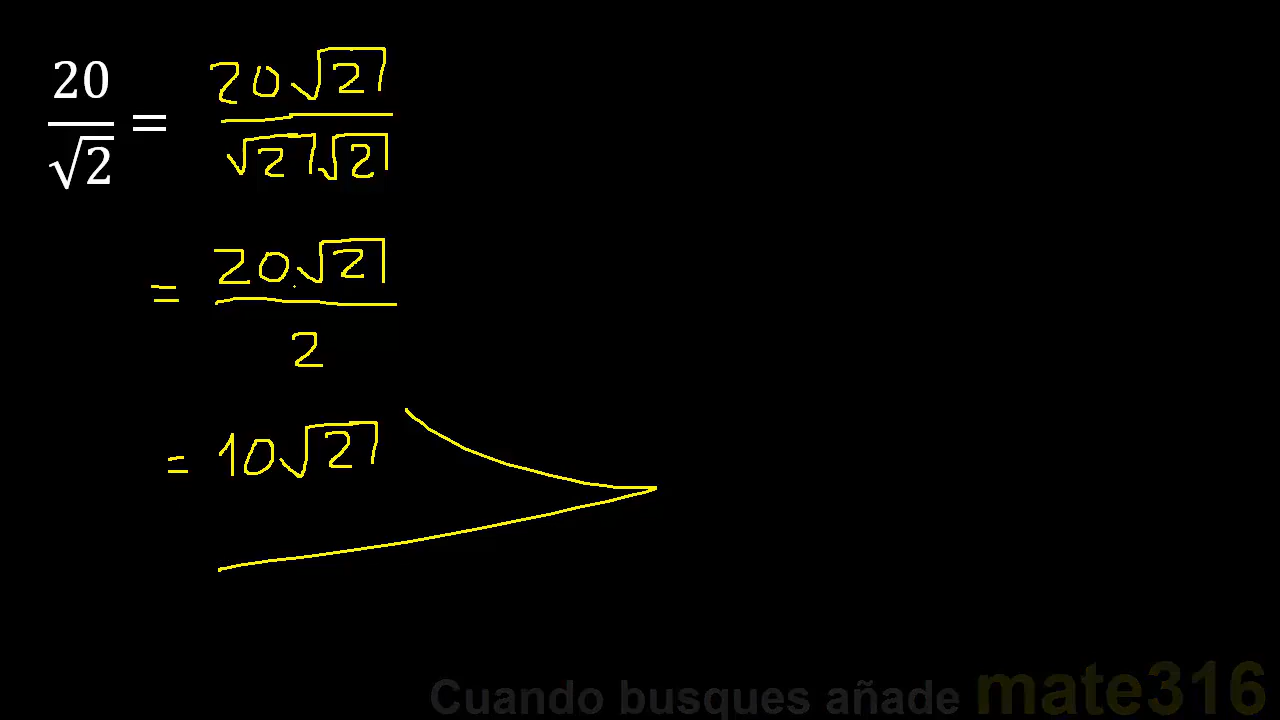 20/√2 = 20√2/√2√2
= 20√2/2
= 10√2
Cuando busques añade mate316